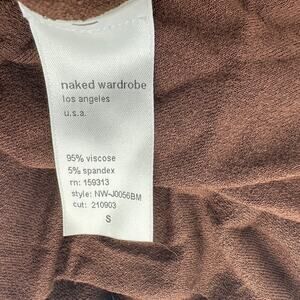 naked wardrobe
los angeles
u.s.a.
95% viscose
5% spandex
rn: 159313
style: NW-J0056BM
cut: 210903
S